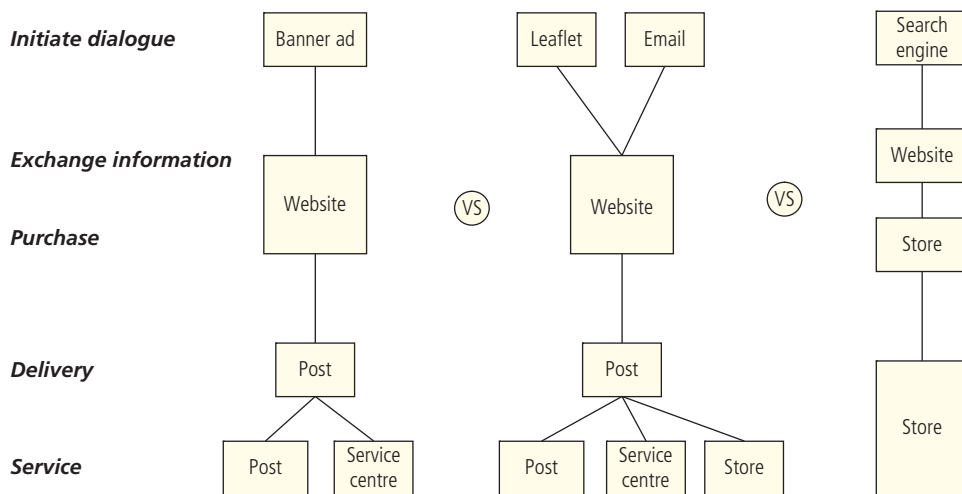 Initiate dialogue
Banner ad
Leaflet
Email
Search
engine
Exchange information
Website
VS
Website
VS
Website
Purchase
Store
Delivery
Post
Post
Store
Service
Post
Service
centre
Post
Service
centre
Store